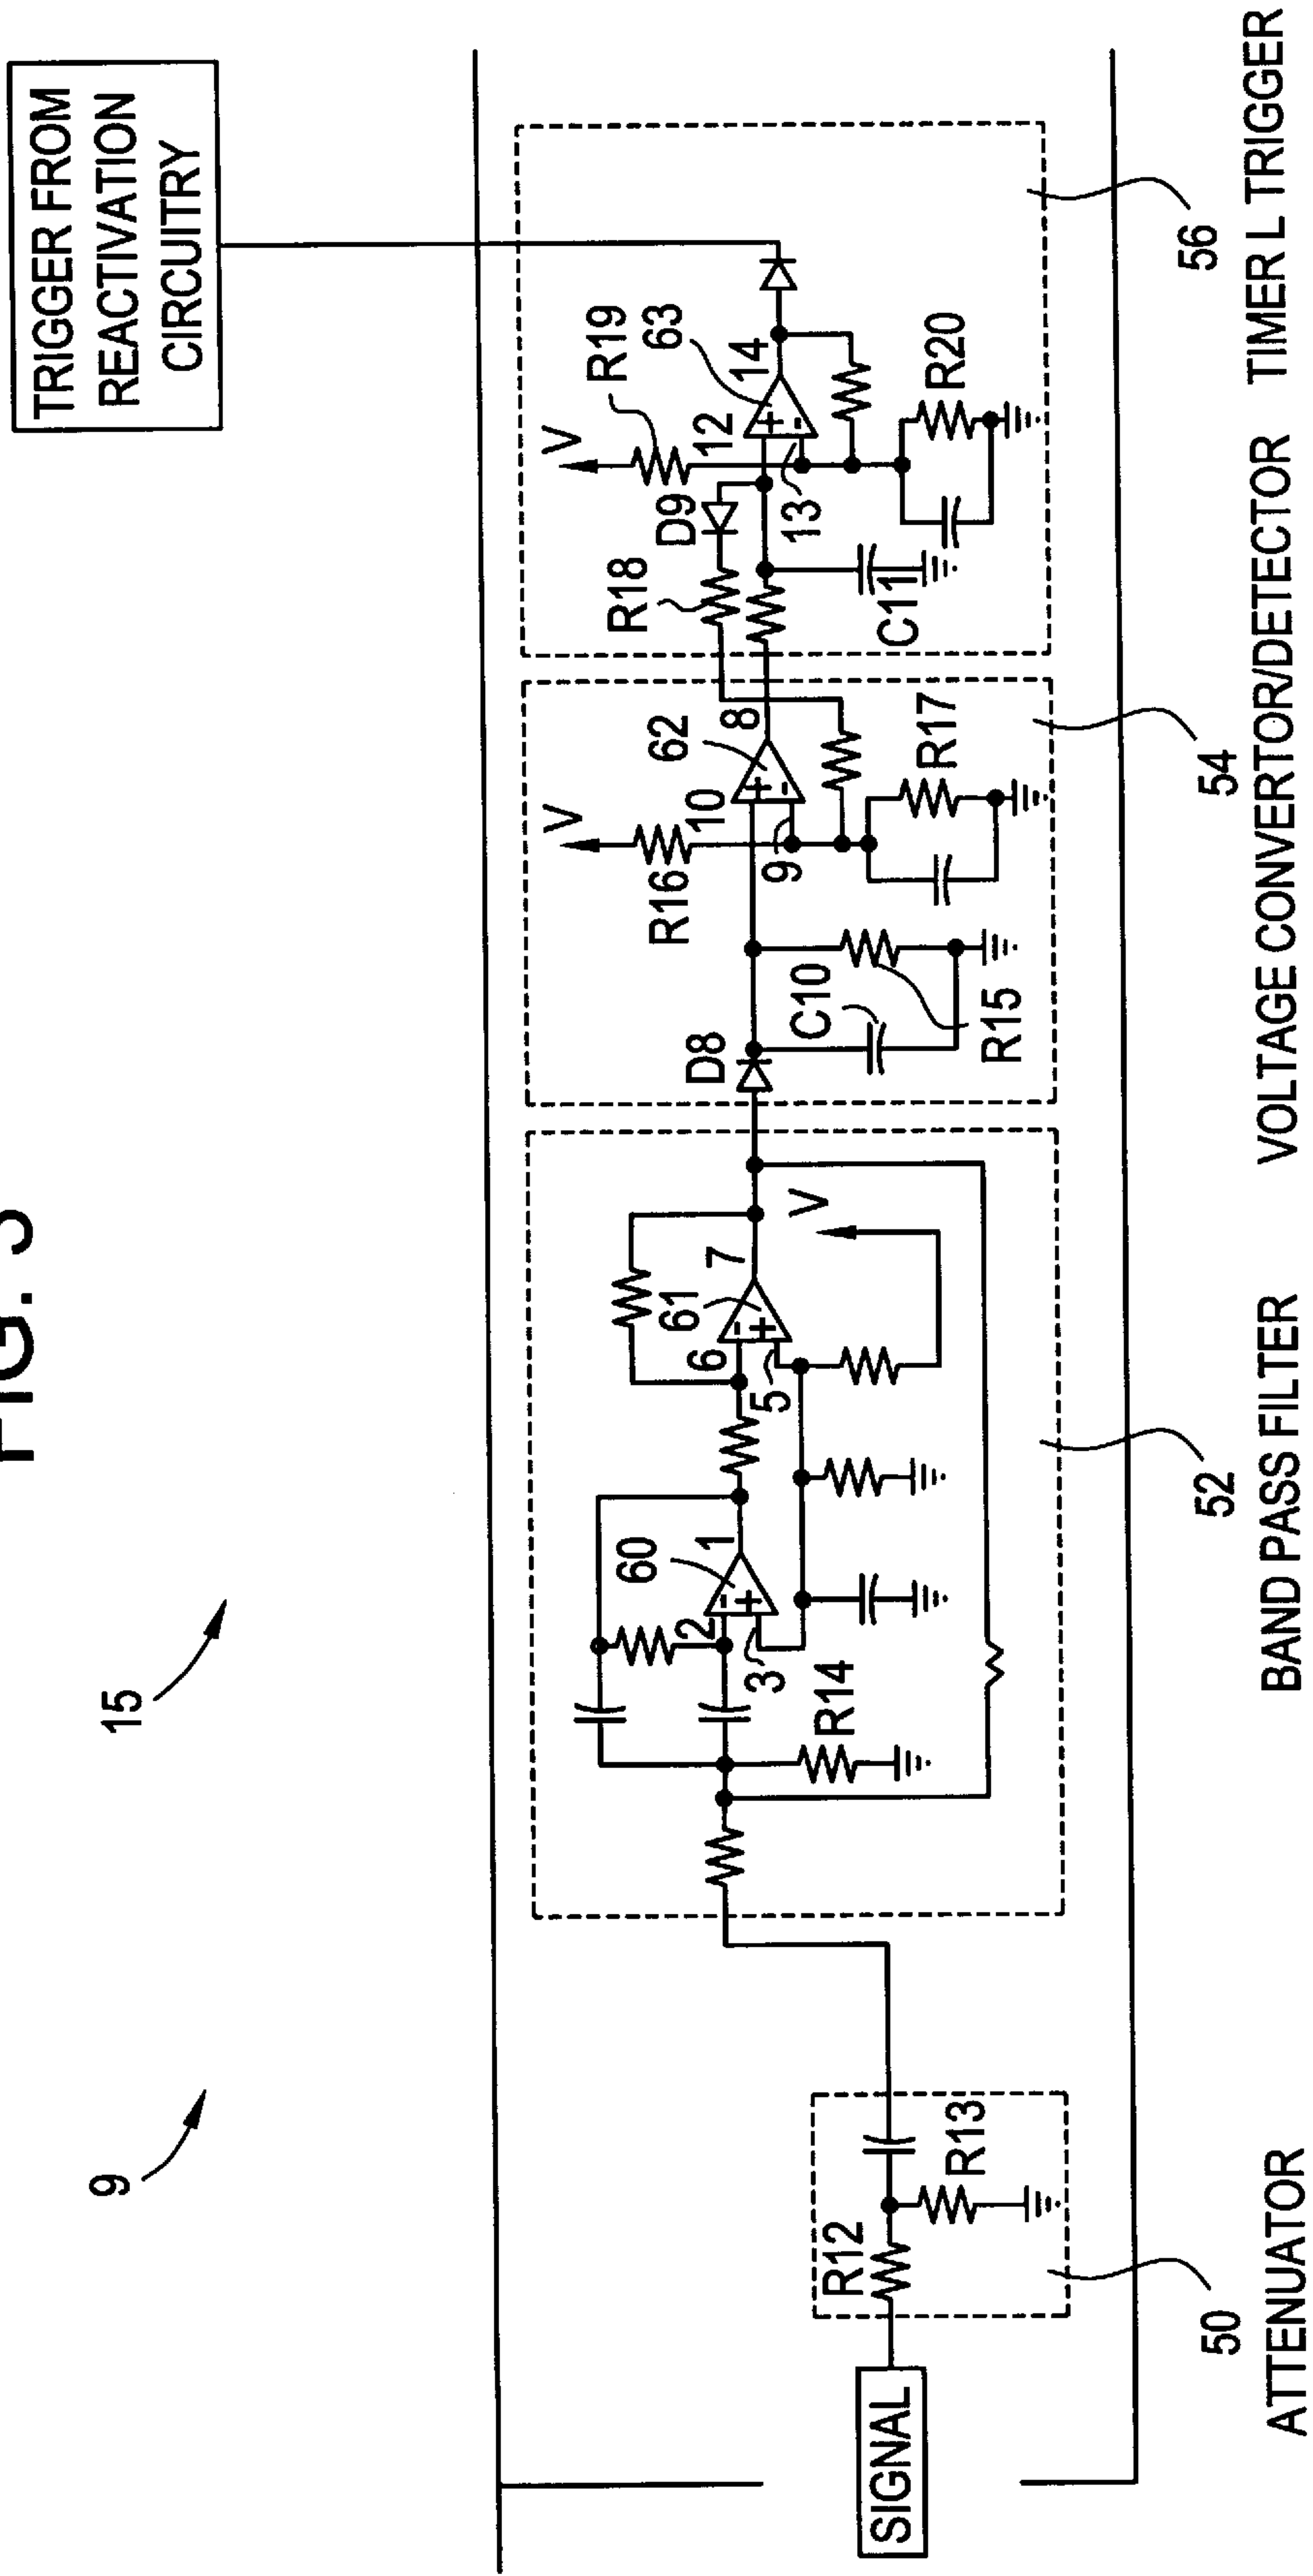 FIG.
TRIGGER FROM
REACTIVATION
CIRCUITRY
9
15
SIGNAL
R12
R13
50
ATTENUATOR
R14
2
3
60
1
6
5
61
7
V
52
BAND PASS FILTER
D8
C10
R15
V
R16
10
9
62
8
R17
54
VOLTAGE CONVERTOR/DETECTOR
R18
D9
C11
V
R19
12
13
63
14
R20
56
TIMER L TRIGGER